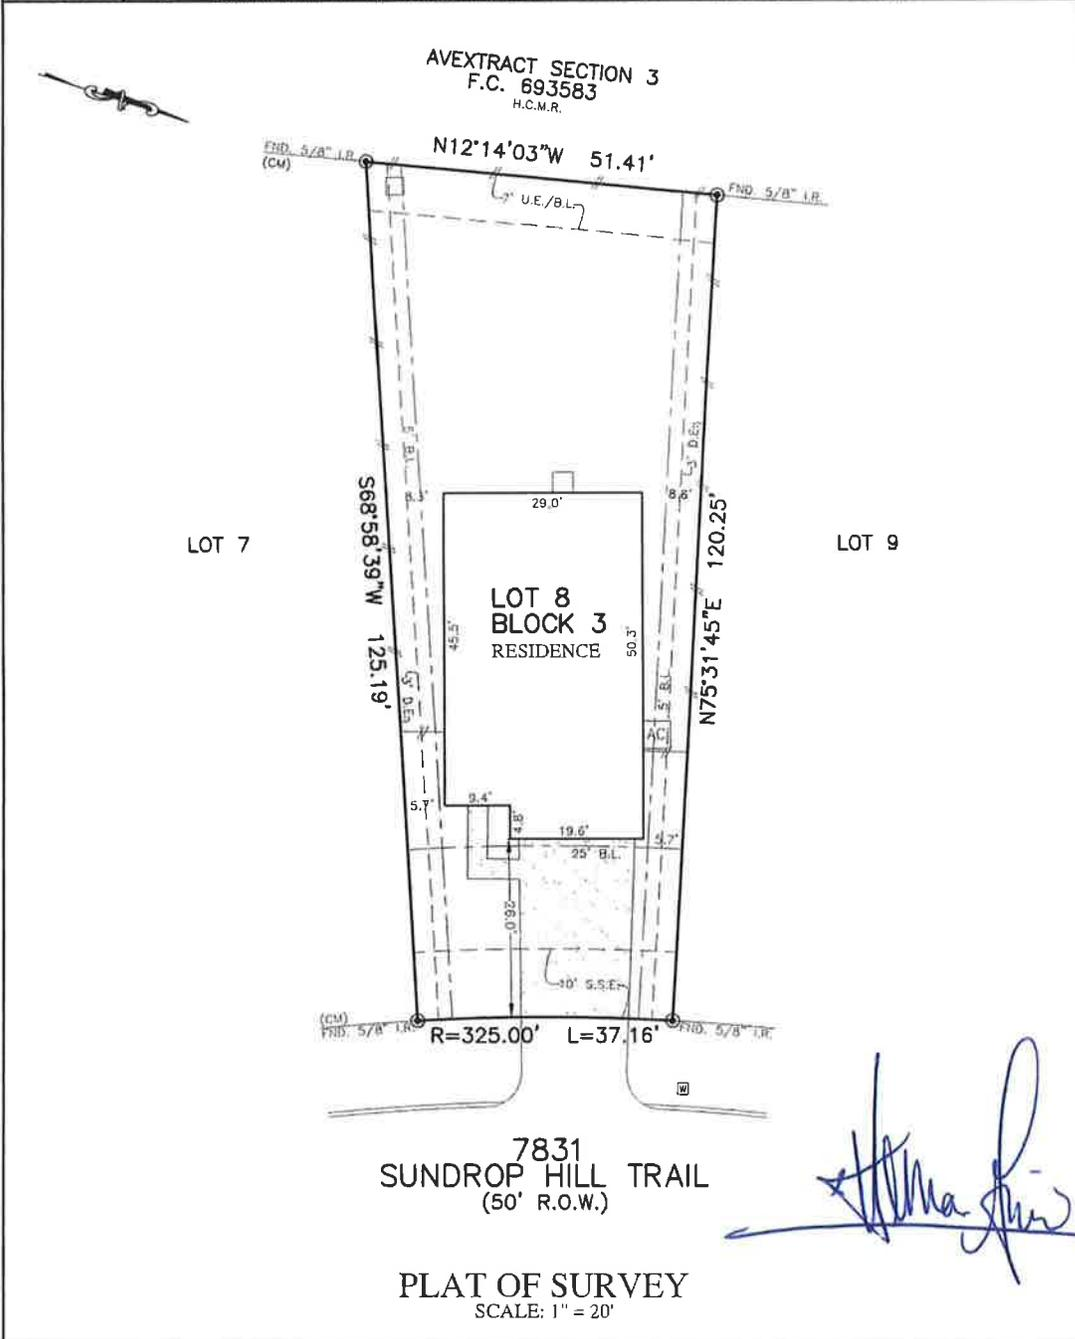 AVEXTRACT SECTION 3
F.C. 693583
H.C.M.R.
FND. 5/8" I.R.
(CM)
N12°14'03"W 51.41'
FND. 5/8" I.R.
7' U.E./B.L.
5' B.L.
3' D.E.
S68°58'39"W 125.19'
8.3'
29.0'
8.6'
N75°31'45"E 120.25'
LOT 7
LOT 9
LOT 8
BLOCK 3
RESIDENCE
45.5'
50.3'
3' D.E.
5' B.L.
AC
5.7'
9.4'
4.8'
19.6'
5.7'
25' B.L.
26.0'
10' S.S.E.
(CM)
FND. 5/8" I.R.
R=325.00' L=37.16'
FND. 5/8" I.R.
W
7831
SUNDROP HILL TRAIL
(50' R.O.W.)
PLAT OF SURVEY
SCALE: 1" = 20'